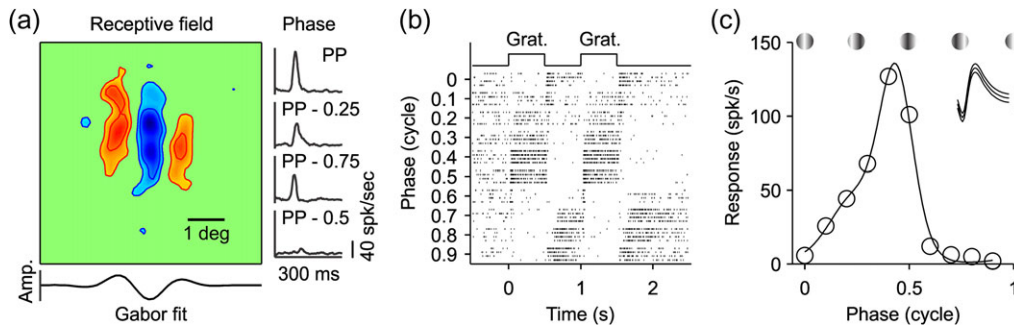 (a)
Receptive field
Phase
PP
PP - 0.25
PP - 0.75
PP - 0.5
1 deg
40 spk/sec
300 ms
Amp.
Gabor fit
(b)
Grat.
Grat.
Phase (cycle)
0
0.1
0.2
0.3
0.4
0.5
0.6
0.7
0.8
0.9
0
1
2
Time (s)
(c)
Response (spk/s)
150
100
50
0
0
0.5
1
Phase (cycle)